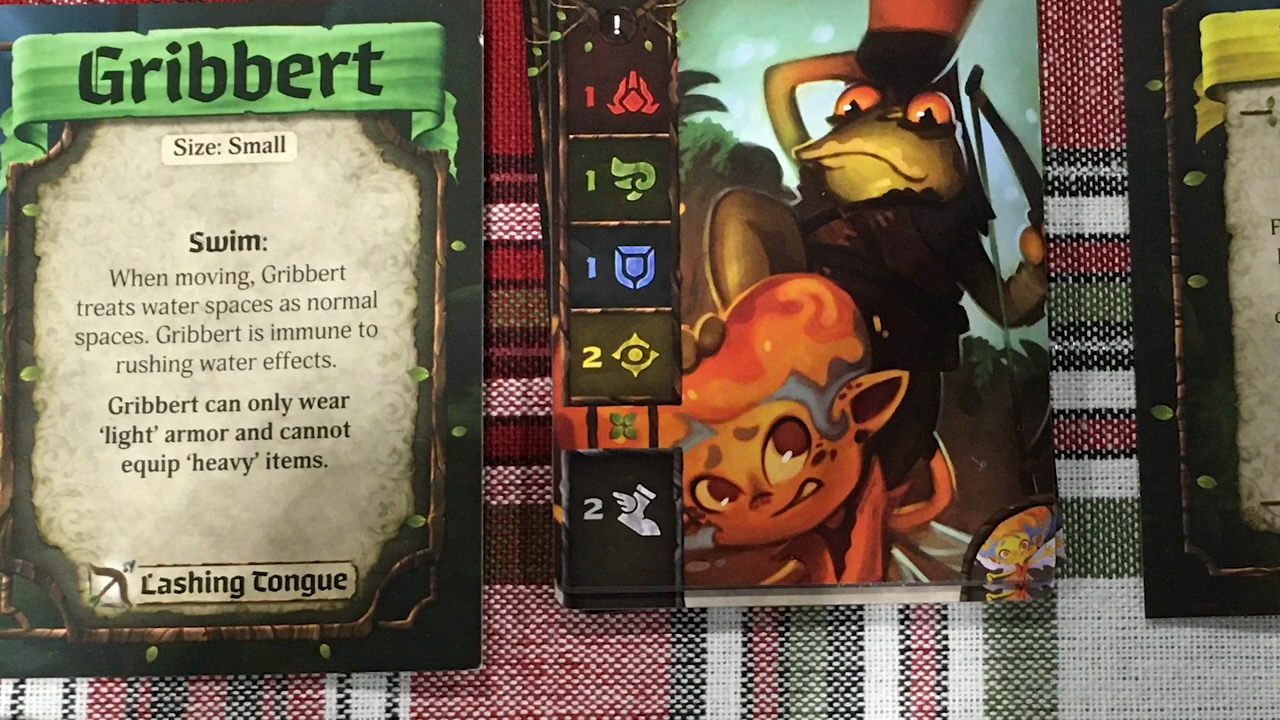 Gribbert
Size: Small
Swim:
When moving, Gribbert
treats water spaces as normal
spaces. Gribbert is immune to
rushing water effects.
Gribbert can only wear
‘light’ armor and cannot
equip ‘heavy’ items.
Lashing Tongue
!
1
1
1
2
2
F